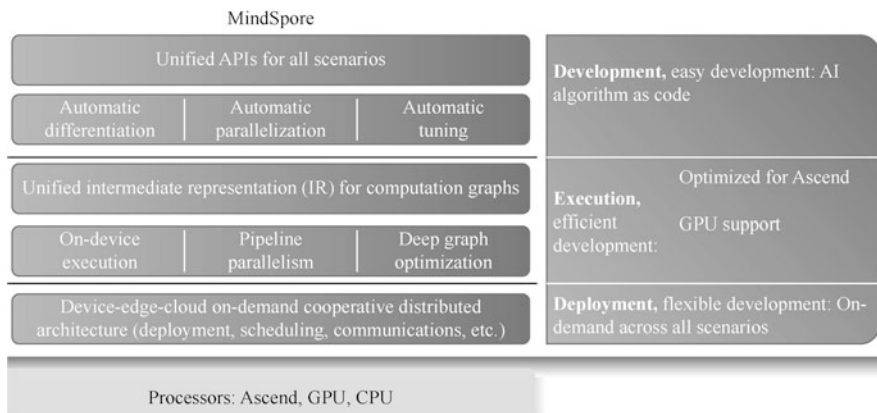 MindSpore
Unified APIs for all scenarios
Automatic differentiation
Automatic parallelization
Automatic tuning
Unified intermediate representation (IR) for computation graphs
On-device execution
Pipeline parallelism
Deep graph optimization
Device-edge-cloud on-demand cooperative distributed
architecture (deployment, scheduling, communications, etc.)
Development, easy development: AI
algorithm as code
Execution,
efficient
development:
Optimized for Ascend
GPU support
Deployment, flexible development: On-
demand across all scenarios
Processors: Ascend, GPU, CPU